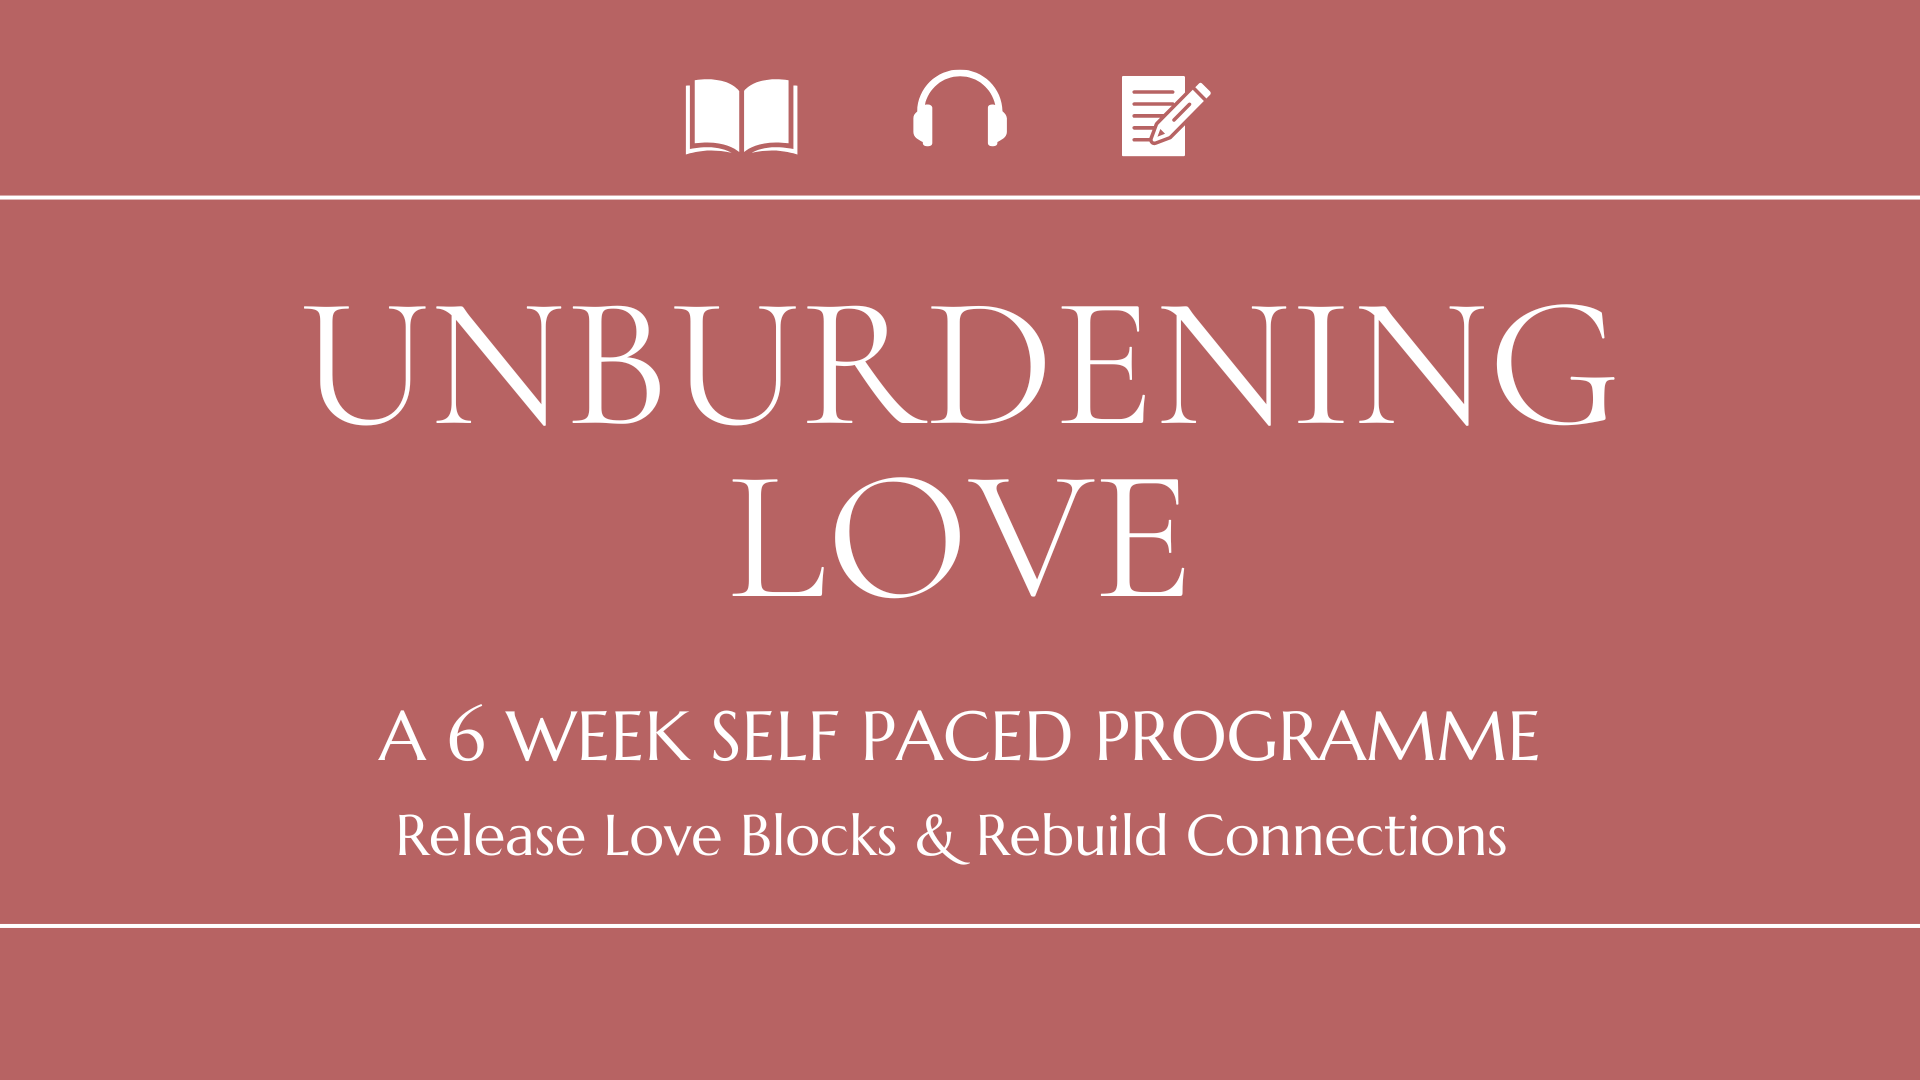 UNBURDENING
LOVE
A 6 WEEK SELF PACED PROGRAMME
Release Love Blocks & Rebuild Connections